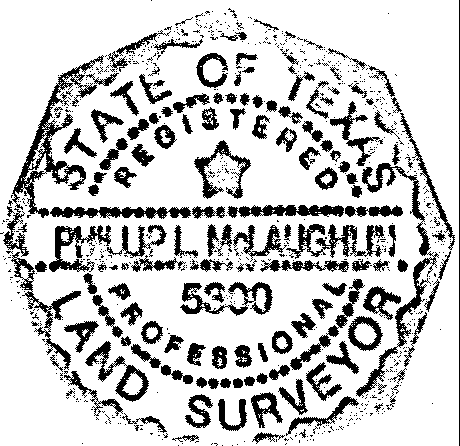 STATE OF TEXAS
REGISTERED
PHILLIP L. McLAUGHLIN
5300
PROFESSIONAL
LAND SURVEYOR